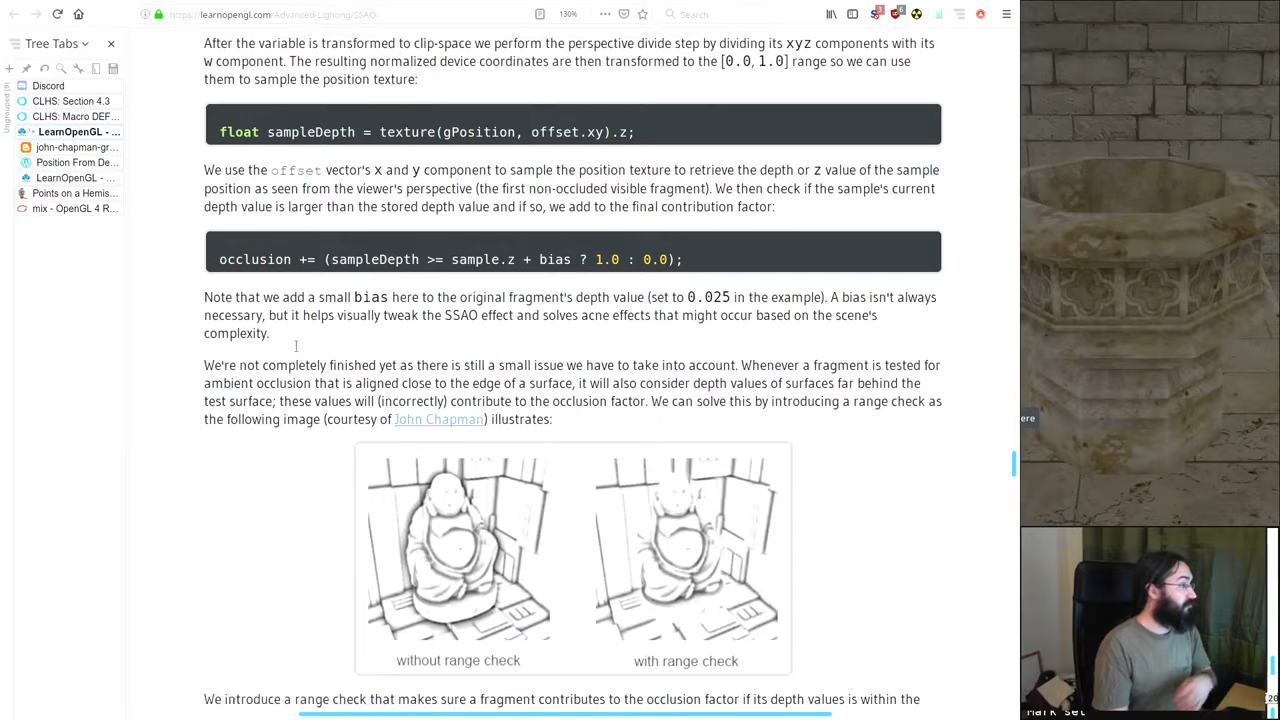 https://learnopengl.com/Advanced-Lighting/SSAO
130%
Search
3
6
Tree Tabs
Ungrouped (9)
Discord
CLHS: Section 4.3
CLHS: Macro DEF...
LearnOpenGL - ...
john-chapman-gr...
Position From De...
LearnOpenGL - ...
Points on a Hemis...
mix - OpenGL 4 R...
After the variable is transformed to clip-space we perform the perspective divide step by dividing its xyz components with its
w component. The resulting normalized device coordinates are then transformed to the [0.0, 1.0] range so we can use
them to sample the position texture:
float sampleDepth = texture(gPosition, offset.xy).z;
We use the offset vector's x and y component to sample the position texture to retrieve the depth or z value of the sample
position as seen from the viewer's perspective (the first non-occluded visible fragment). We then check if the sample's current
depth value is larger than the stored depth value and if so, we add to the final contribution factor:
occlusion += (sampleDepth >= sample.z + bias ? 1.0 : 0.0);
Note that we add a small bias here to the original fragment's depth value (set to 0.025 in the example). A bias isn't always
necessary, but it helps visually tweak the SSAO effect and solves acne effects that might occur based on the scene's
complexity.
We're not completely finished yet as there is still a small issue we have to take into account. Whenever a fragment is tested for
ambient occlusion that is aligned close to the edge of a surface, it will also consider depth values of surfaces far behind the
test surface; these values will (incorrectly) contribute to the occlusion factor. We can solve this by introducing a range check as
the following image (courtesy of John Chapman) illustrates:
without range check
with range check
We introduce a range check that makes sure a fragment contributes to the occlusion factor if its depth values is within the
ere
Mark set